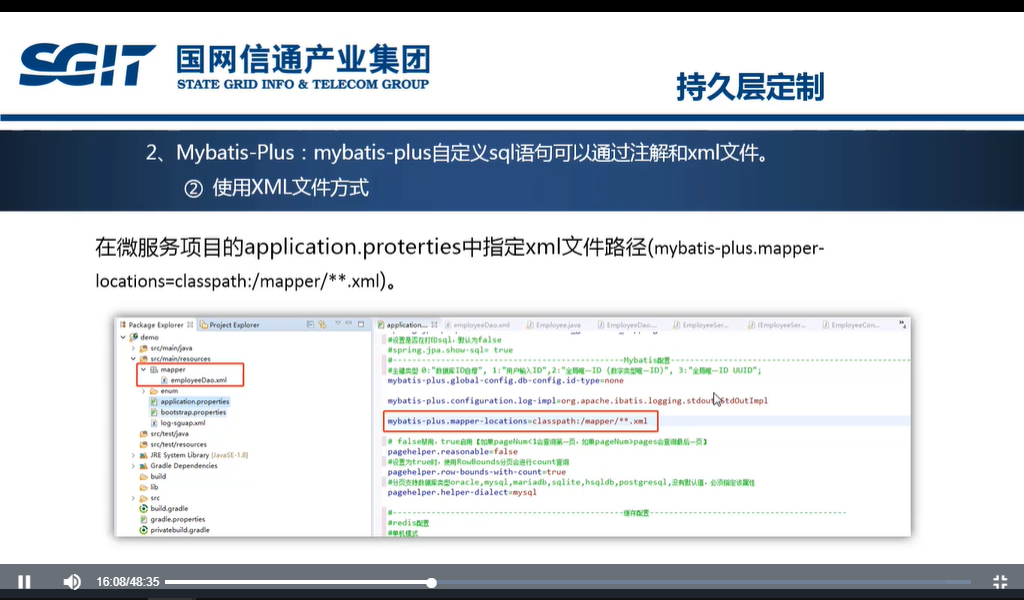 SGIT 国网信通产业集团
STATE GRID INFO & TELECOM GROUP
持久层定制
2、Mybatis-Plus：mybatis-plus自定义sql语句可以通过注解和xml文件。
② 使用XML文件方式
在微服务项目的application.proterties中指定xml文件路径(mybatis-plus.mapper-
locations=classpath:/mapper/**.xml)。
Package Explorer
Project Explorer
demo
src/main/java
src/main/resources
mapper
employeeDao.xml
enum
application.properties
bootstrap.properties
log-sguap.xml
src/test/java
src/test/resources
JRE System Library [JavaSE-1.8]
Gradle Dependencies
build
lib
src
build.gradle
gradle.properties
privatebuild.gradle
application....
employeeDao.xml
Employee.java
EmployeeDao....
EmployeeSer...
IEmployeeSer...
EmployeeCon...
#设置是否在打印sql，默认为false
#spring.jpa.show-sql= true
#---Mybatis配置---
#主键类型 0:"数据库ID自增", 1:"用户输入ID",2:"全局唯一ID (数字类型唯一ID)", 3:"全局唯一ID UUID";
mybatis-plus.global-config.db-config.id-type=none
mybatis-plus.configuration.log-impl=org.apache.ibatis.logging.stdout.StdOutImpl
mybatis-plus.mapper-locations=classpath:/mapper/**.xml
# false禁用，true启用【如果pageNum<1会查询第一页，如果pageNum>pages会查询最后一页】
pagehelper.reasonable=false
#设置为true时，使用RowBounds分页会进行count查询
pagehelper.row-bounds-with-count=true
#分页支持数据库类型oracle,mysql,mariadb,sqlite,hsqldb,postgresql,没有默认值，必须指定该属性
pagehelper.helper-dialect=mysql
#---缓存配置---
#redis配置
#单机模式
16:08/48:35